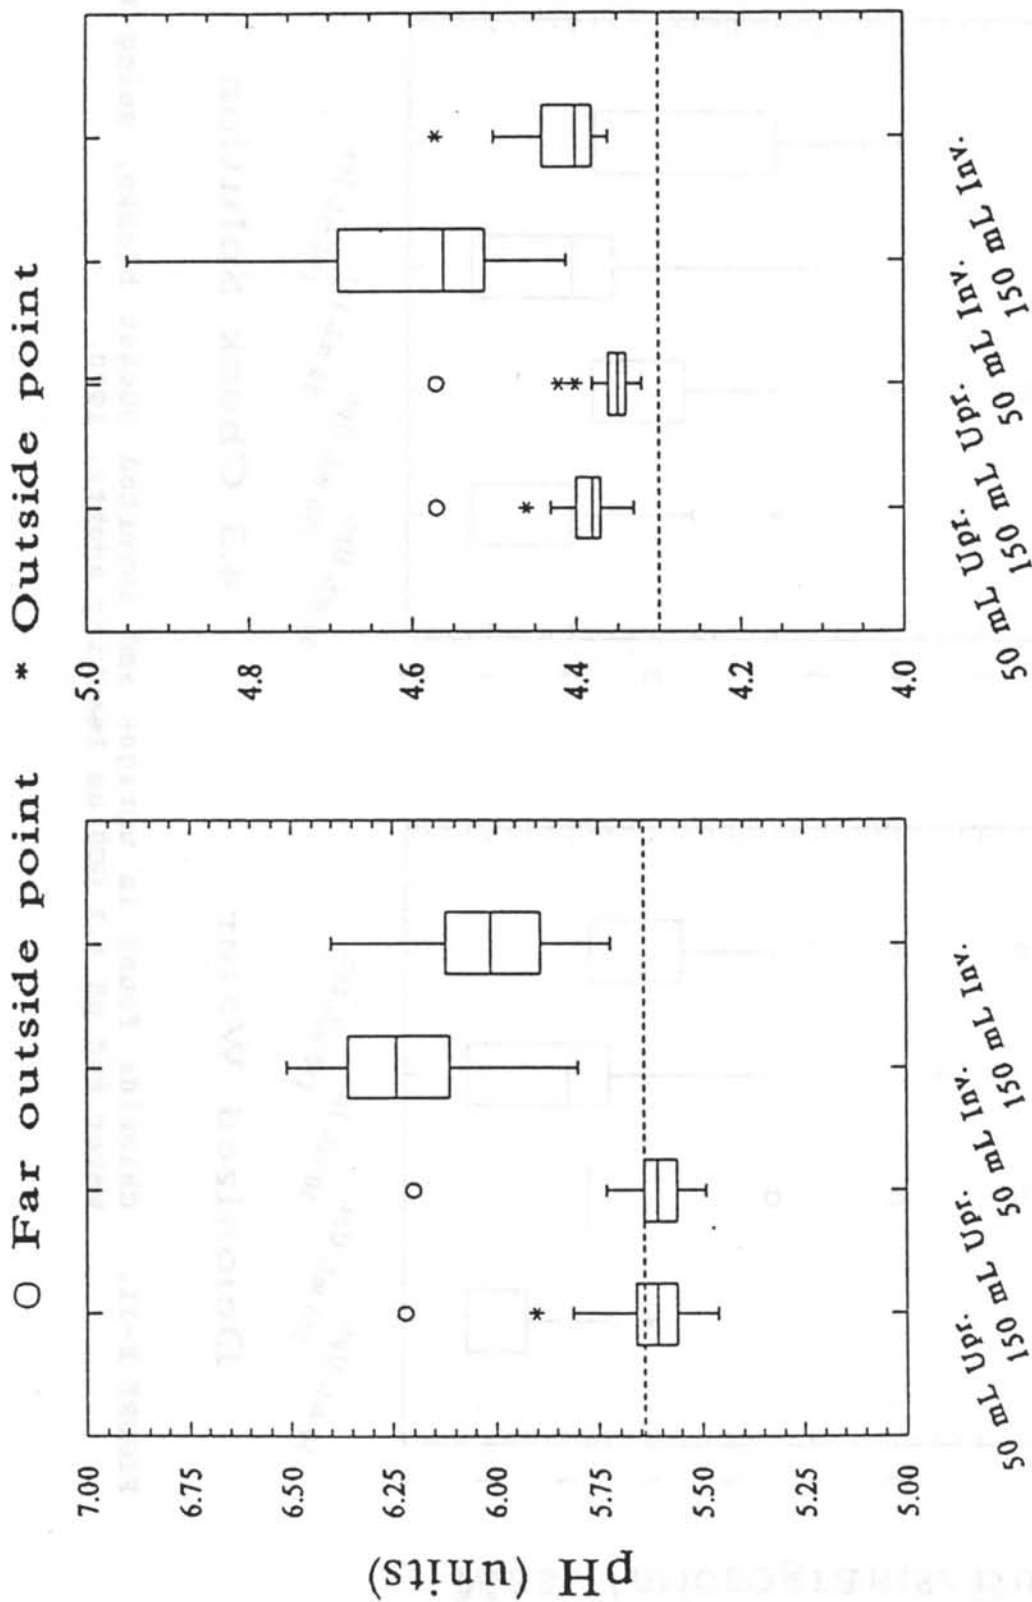 O Far outside point * Outside point
pH (units)
7.00
6.75
6.50
6.25
6.00
5.75
5.50
5.25
5.00
50 mL Upr.
150 mL Upr.
50 mL Inv.
150 mL Inv.
5.0
4.8
4.6
4.4
4.2
4.0
50 mL Upr.
150 mL Upr.
50 mL Inv.
150 mL Inv.